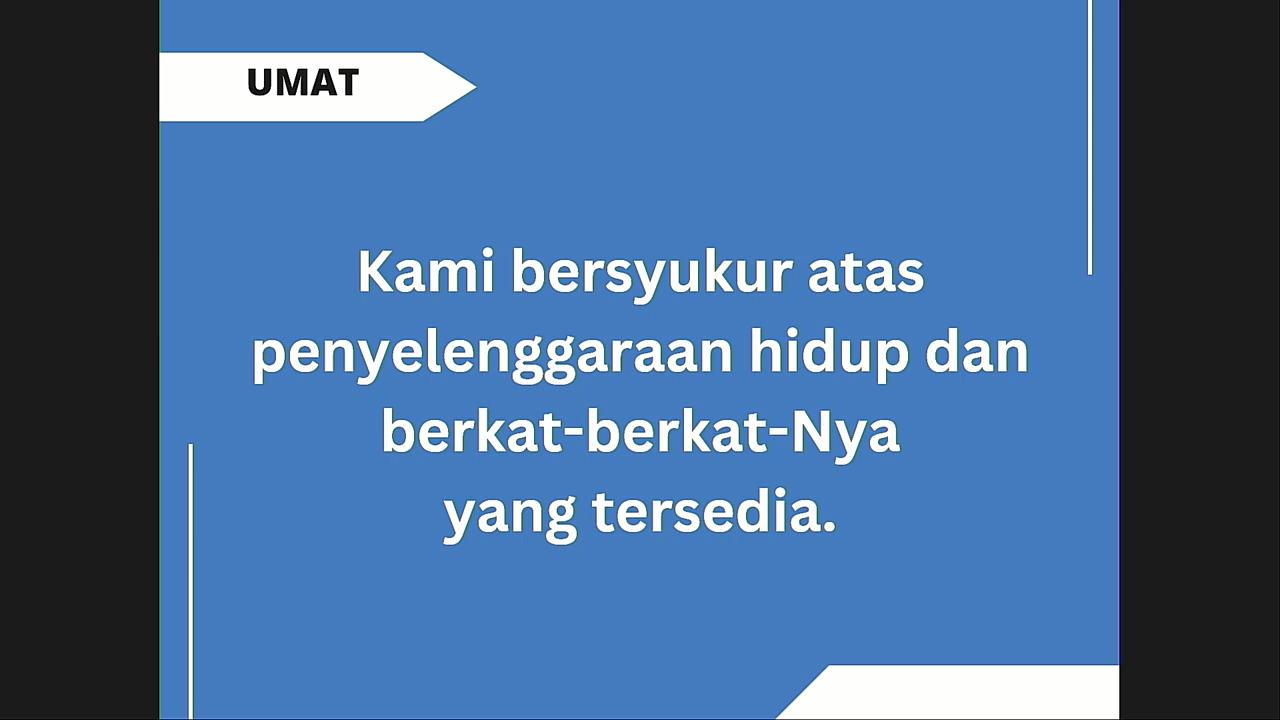 UMAT
Kami bersyukur atas
penyelenggaraan hidup dan
berkat-berkat-Nya
yang tersedia.